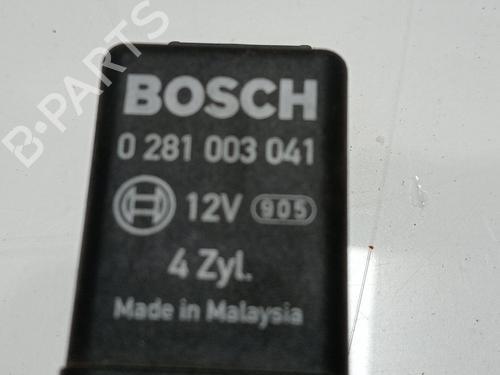 B-PARTS
BOSCH
0 281 003 041
12V 905
4 Zyl.
Made in Malaysia